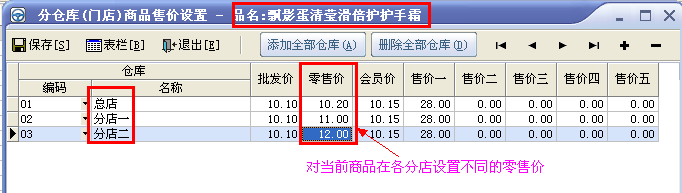 分仓库(门店)商品售价设置 - 品名:飘影蛋清莹滑倍护护手霜
保存[S] 表栏[B] 退出[E] 添加全部仓库(A) 删除全部仓库(D)
仓库 批发价 零售价 会员价 售价一 售价二 售价三 售价四 售价五
编码 名称
01 总店 10.10 10.20 10.15 28.00 0.00 0.00 0.00 0.00
02 分店一 10.10 11.00 10.15 28.00 0.00 0.00 0.00 0.00
03 分店二 10.10 12.00 10.15 28.00 0.00 0.00 0.00 0.00
对当前商品在各分店设置不同的零售价